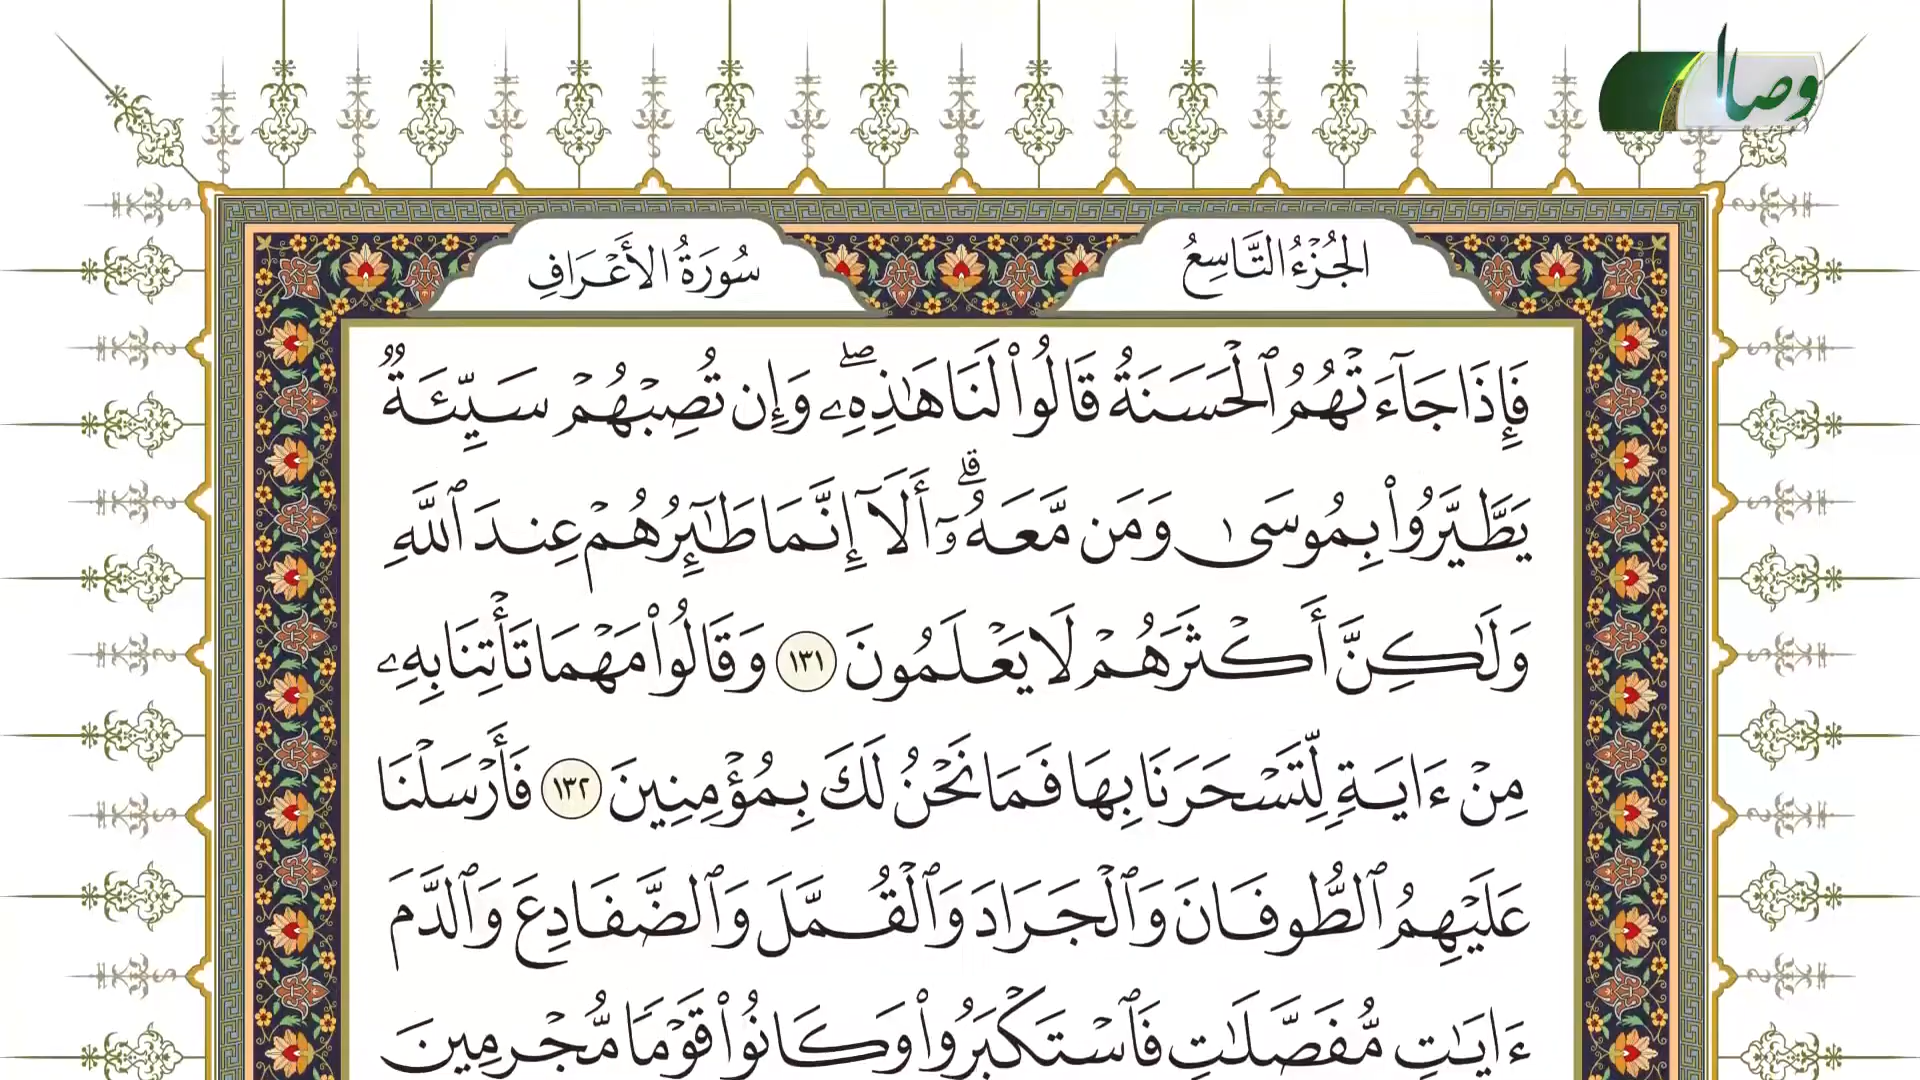 وصال
الجُزْءُ التَّاسِعُ
سُورَةُ الأَعْرَافِ
فَإِذَا جَآءَتْهُمُ ٱلْحَسَنَةُ قَالُوا۟ لَنَا هَـٰذِهِۦ ۖ وَإِن تُصِبْهُمْ سَيِّئَةٌ
يَطَّيَّرُوا۟ بِمُوسَىٰ وَمَن مَّعَهُۥٓ ۗ أَلَآ إِنَّمَا طَـٰٓئِرُهُمْ عِندَ ٱللَّهِ
وَلَـٰكِنَّ أَكْثَرَهُمْ لَا يَعْلَمُونَ ١٣١ وَقَالُوا۟ مَهْمَا تَأْتِنَا بِهِۦ
مِنْ ءَايَةٍ لِّتَسْحَرَنَا بِهَا فَمَا نَحْنُ لَكَ بِمُؤْمِنِينَ ١٣٢ فَأَرْسَلْنَا
عَلَيْهِمُ ٱلطُّوفَانَ وَٱلْجَرَادَ وَٱلْقُمَّلَ وَٱلضَّفَادِعَ وَٱلدَّمَ
ءَايَـٰتٍ مُّفَصَّلَـٰتٍ فَٱسْتَكْبَرُوا۟ وَكَانُوا۟ قَوْمًا مُّجْرِمِينَ